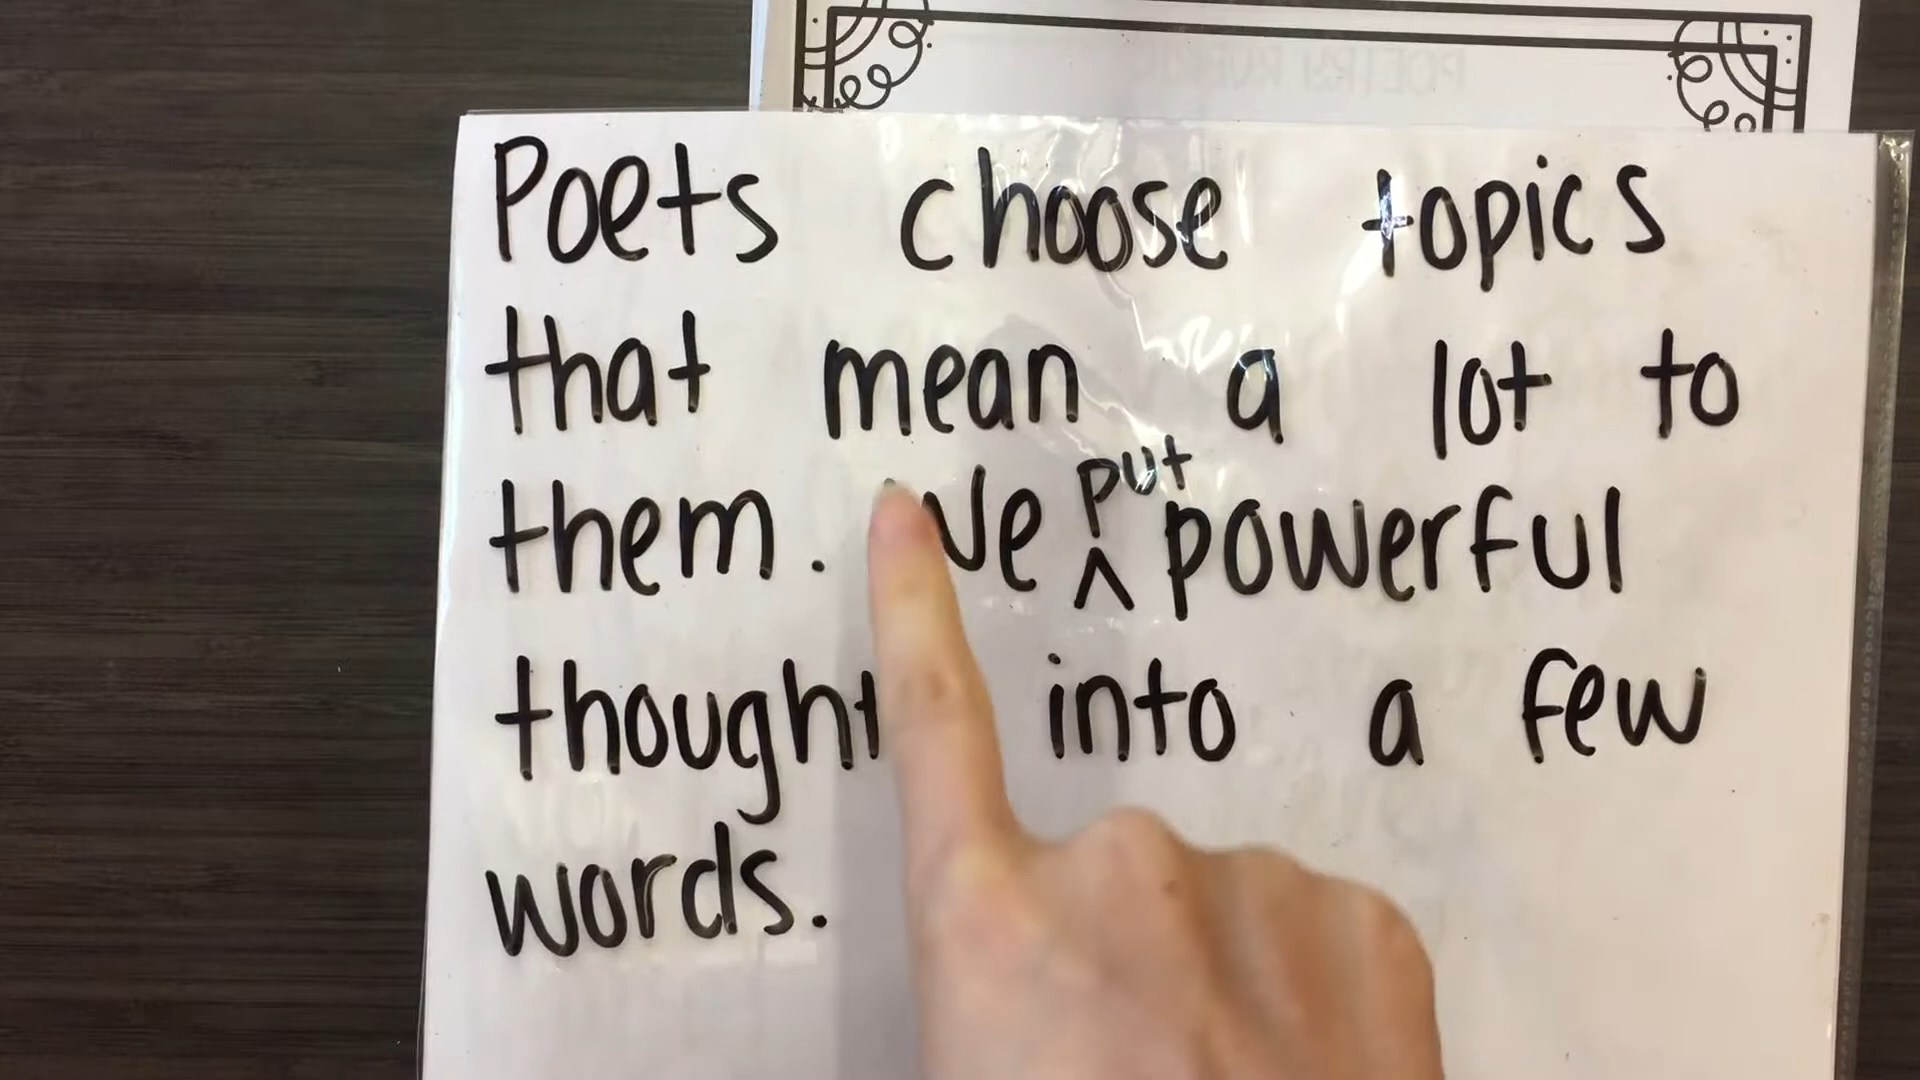 Poets choose topics
that mean a lot to
them. We put powerful
thought into a few
words.